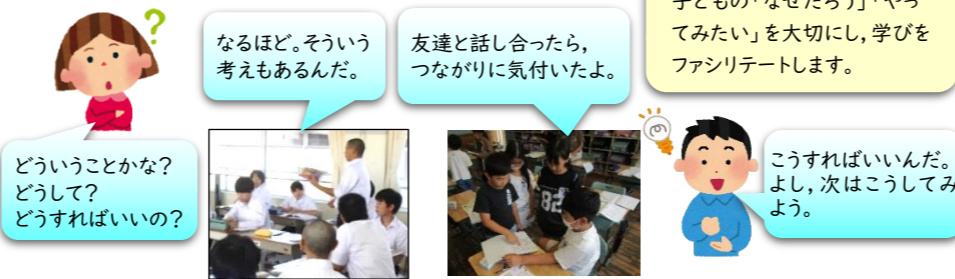 なるほど。そういう
考えもあるんだ。
友達と話し合ったら，
つながりに気付いたよ。
子どもの「なぜだろう」「やっ
てみたい」を大切にし，学びを
ファシリテートします。
どういうことかな？
どうして？
どうすればいいの？
こうすればいいんだ。
よし，次はこうしてみ
よう。
82